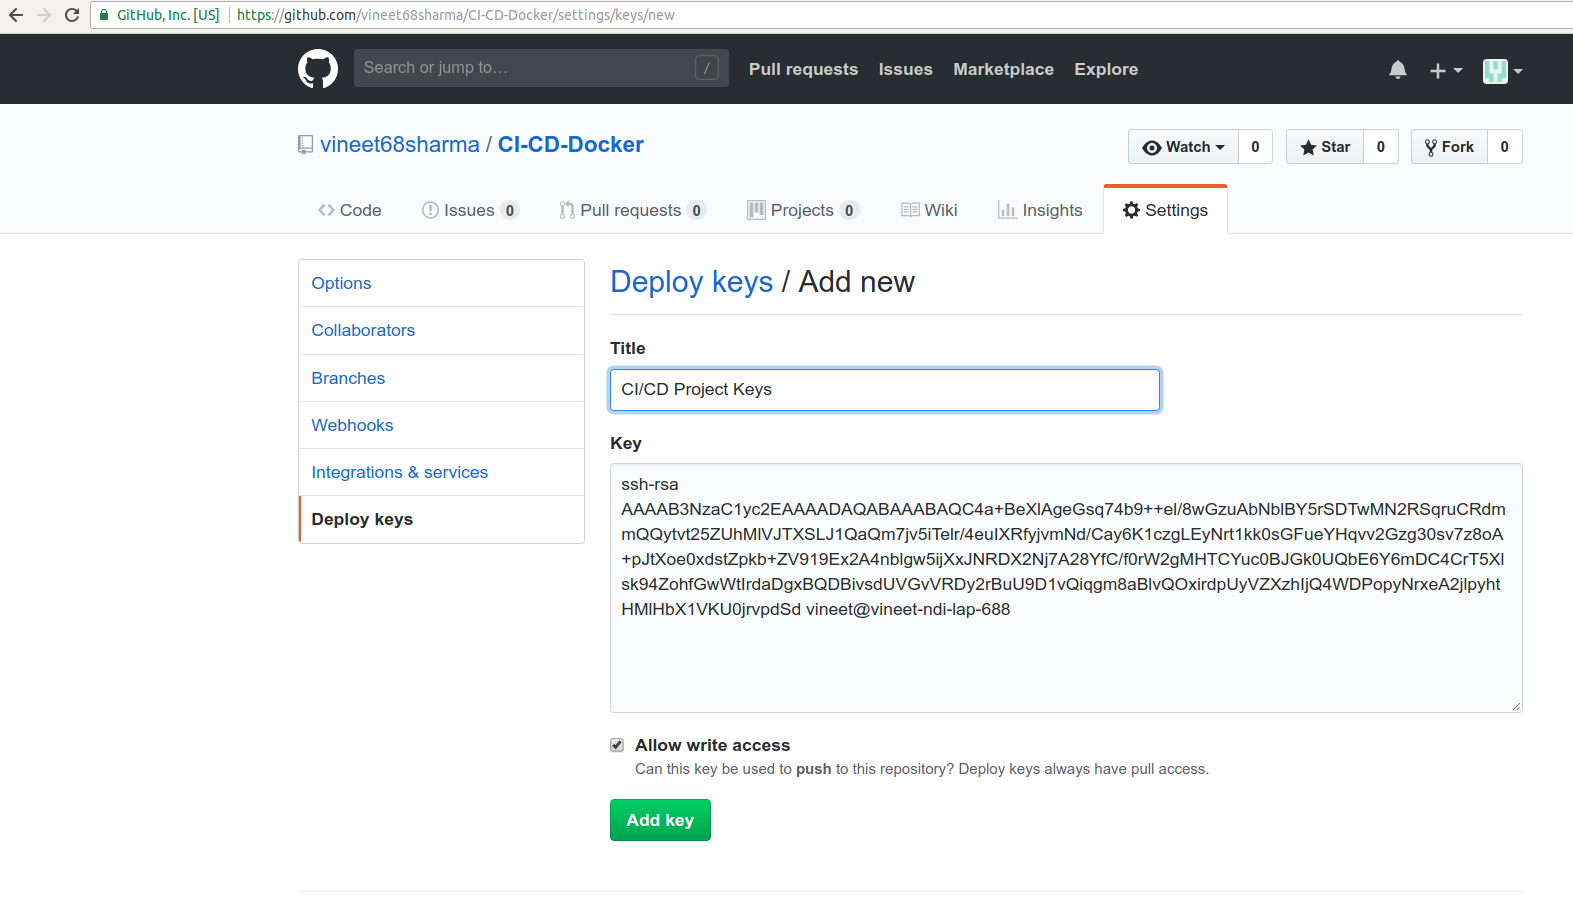 GitHub, Inc. [US] https://github.com/vineet68sharma/CI-CD-Docker/settings/keys/new
Search or jump to… / Pull requests Issues Marketplace Explore
vineet68sharma / CI-CD-Docker Watch 0 Star 0 Fork 0
Code Issues 0 Pull requests 0 Projects 0 Wiki Insights Settings
Options
Collaborators
Branches
Webhooks
Integrations & services
Deploy keys
Deploy keys / Add new
Title
CI/CD Project Keys
Key
ssh-rsa
AAAAB3NzaC1yc2EAAAADAQABAAABAQC4a+BeXlAgeGsq74b9++el/8wGzuAbNblBY5rSDTwMN2RSqruCRdm
mQQytvt25ZUhMlVJTXSLJ1QaQm7jv5iTelr/4euIXRfyjvmNd/Cay6K1czgLEyNrt1kk0sGFueYHqvv2Gzg30sv7z8oA
+pJtXoe0xdstZpkb+ZV919Ex2A4nblgw5ijXxJNRDX2Nj7A28YfC/f0rW2gMHTCYuc0BJGk0UQbE6Y6mDC4CrT5Xl
sk94ZohfGwWtIrdaDgxBQDBivsdUVGvVRDy2rBuU9D1vQiqgm8aBlvQOxirdpUyVZXzhIjQ4WDPopyNrxeA2jlpyht
HMlHbX1VKU0jrvpdSd vineet@vineet-ndi-lap-688
Allow write access
Can this key be used to push to this repository? Deploy keys always have pull access.
Add key